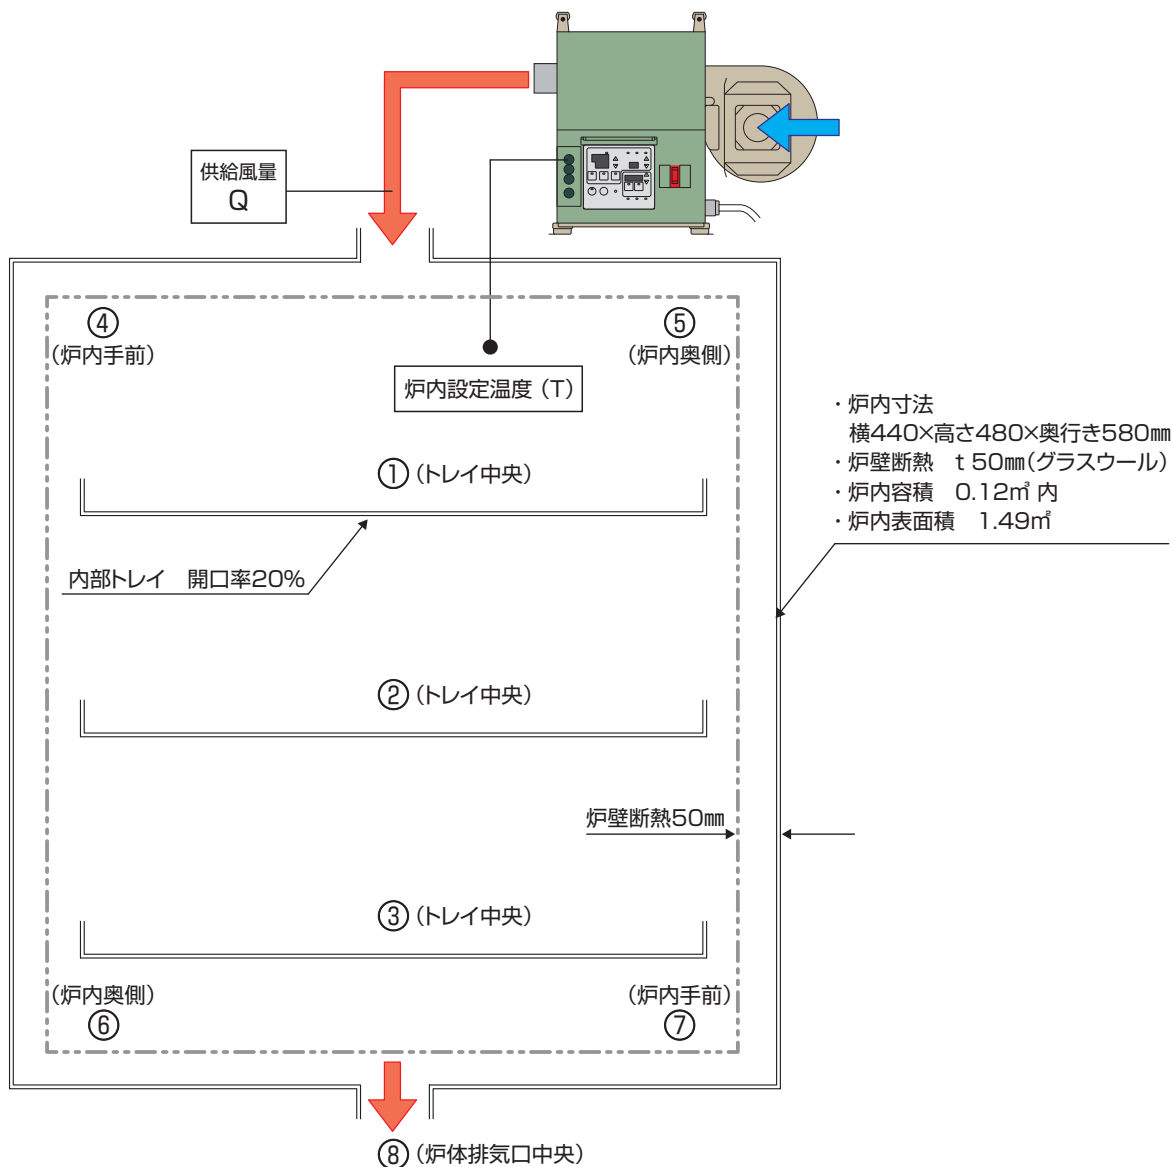 供給風量
Q
④
(炉内手前)
⑤
(炉内奥側)
炉内設定温度（T）
・炉内寸法
横440×高さ480×奥行き580㎜
・炉壁断熱　t 50㎜(グラスウール)
・炉内容積　0.12㎥ 内
・炉内表面積　1.49㎡
①(トレイ中央)
内部トレイ　開口率20%
②(トレイ中央)
炉壁断熱50㎜
③(トレイ中央)
(炉内奥側)
⑥
(炉内手前)
⑦
⑧(炉体排気口中央)